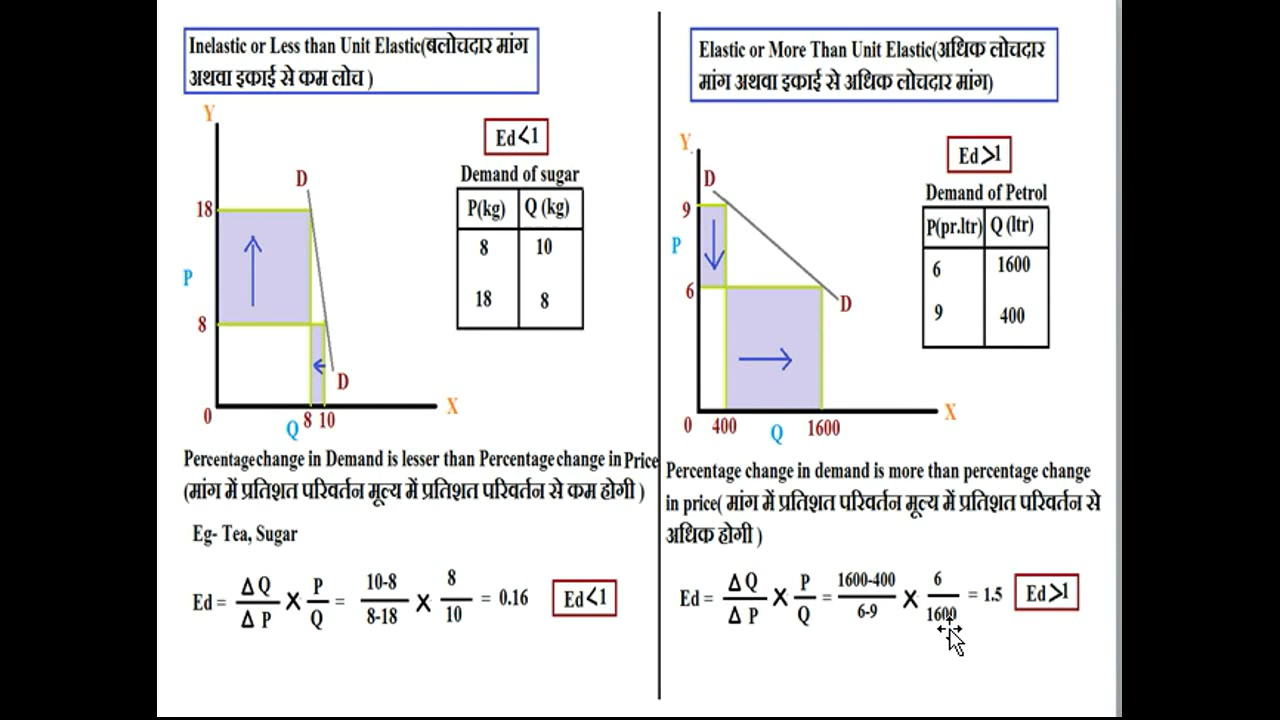 Inelastic or Less than Unit Elastic(बलोचदार मांग
अथवा इकाई से कम लोच )
Y
Ed<1
D
Demand of sugar
P(kg) Q (kg)
8 10
18 8
18
P
8
D
0
8 10
X
Q
Percentage change in Demand is lesser than Percentage change in Price
(मांग में प्रतिशत परिवर्तन मूल्य में प्रतिशत परिवर्तन से कम होगी )
Eg- Tea, Sugar
Ed = ΔQ/ΔP X P/Q = 10-8/8-18 X 8/10 = 0.16 Ed<1
Elastic or More Than Unit Elastic(अधिक लोचदार
मांग अथवा इकाई से अधिक लोचदार मांग)
Y
Ed>1
D
Demand of Petrol
P(pr.ltr) Q (ltr)
6 1600
9 400
9
P
6
D
0 400 1600
X
Q
Percentage change in demand is more than percentage change
in price( मांग में प्रतिशत परिवर्तन मूल्य में प्रतिशत परिवर्तन से
अधिक होगी )
Ed = ΔQ/ΔP X P/Q = 1600-400/6-9 X 6/1600 = 1.5 Ed>1